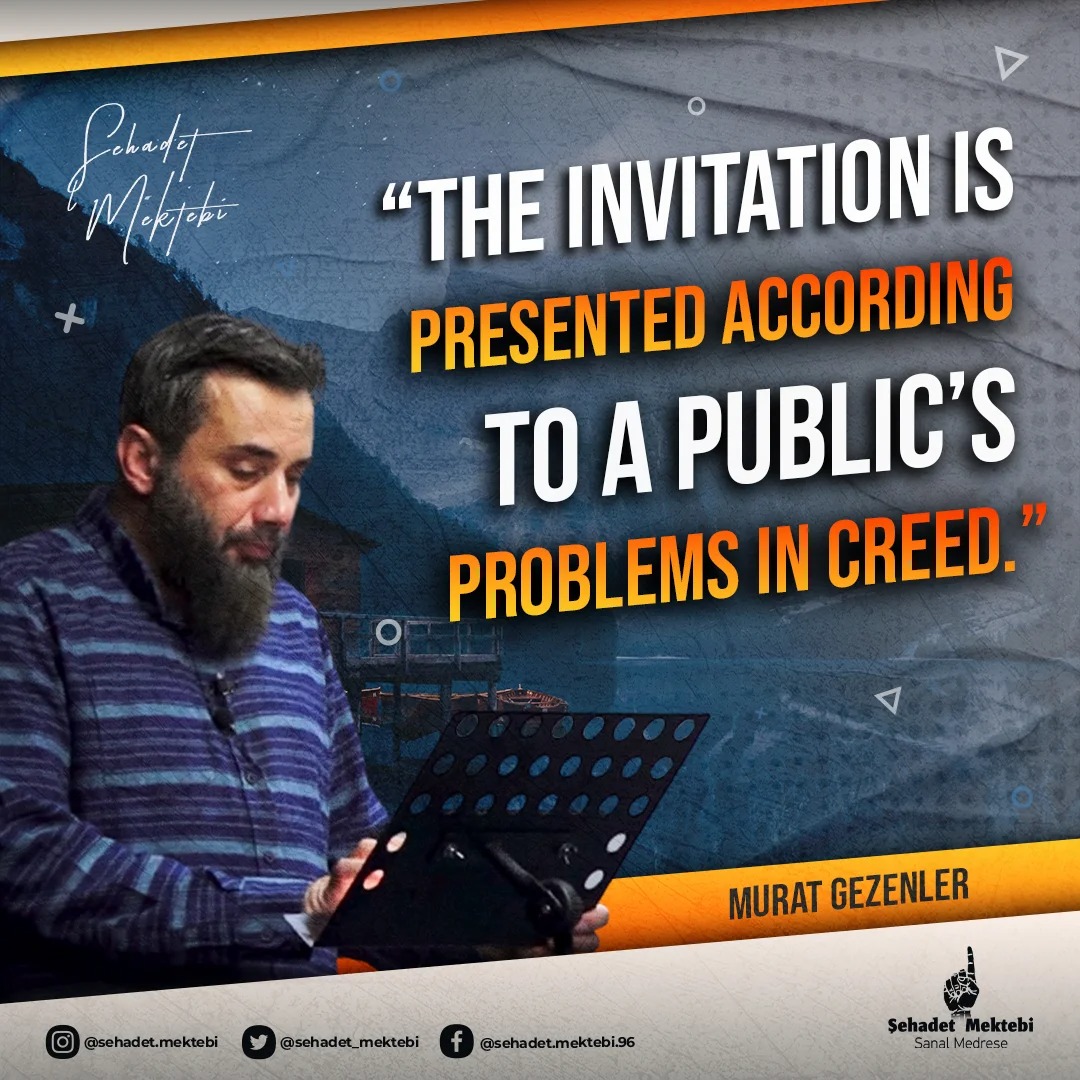 Şehadet
Mektebi
“THE INVITATION IS
PRESENTED ACCORDING
TO A PUBLIC’S
PROBLEMS IN CREED.”
MURAT GEZENLER
@sehadet.mektebi
@sehadet_mektebi
@sehadet.mektebi.96
Şehadet Mektebi
Sanal Medrese